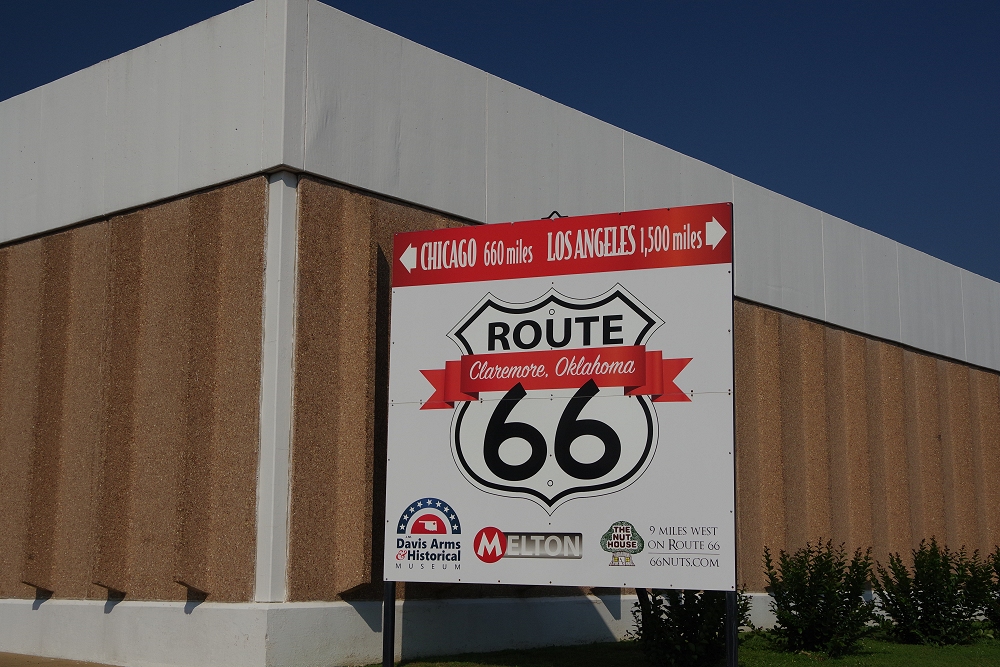 CHICAGO 660 miles LOS ANGELES 1,500 miles
ROUTE
Claremore, Oklahoma
66
Davis Arms
& Historical
MUSEUM
MELTON
THE
NUT
HOUSE
9 MILES WEST
ON ROUTE 66
66NUTS.COM